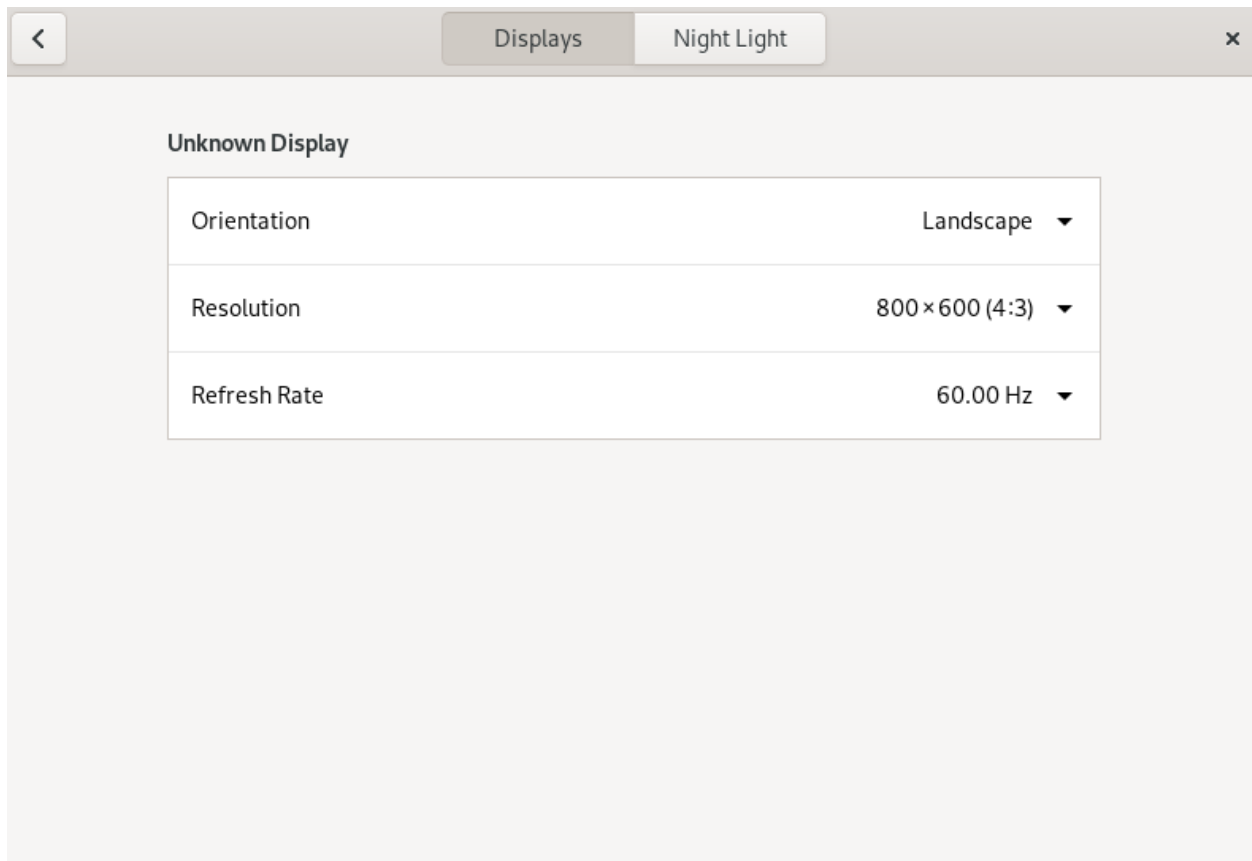 Displays Night Light
Unknown Display
Orientation Landscape
Resolution 800×600 (4:3)
Refresh Rate 60.00 Hz